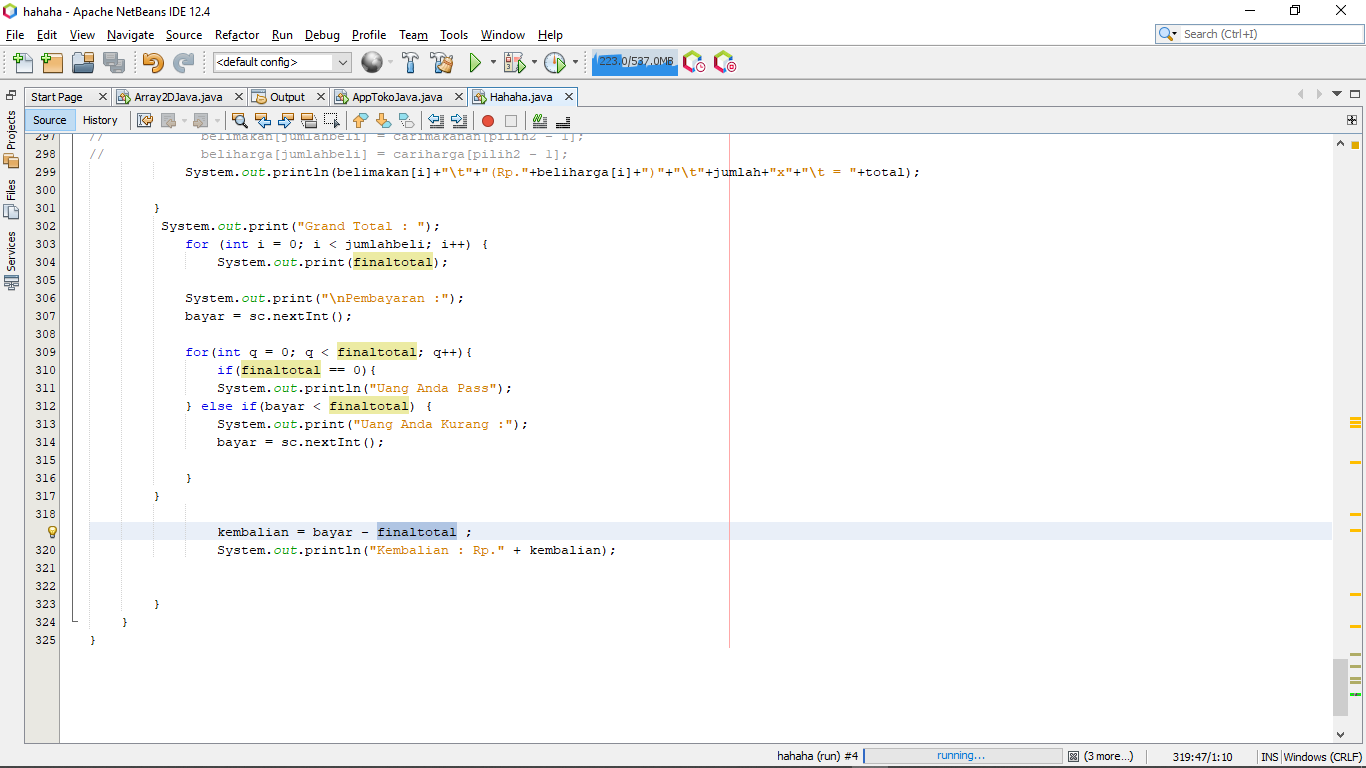 hahaha - Apache NetBeans IDE 12.4
File Edit View Navigate Source Refactor Run Debug Profile Team Tools Window Help
Search (Ctrl+I)
<default config>
223.0/537.0MB
Start Page Array2DJava.java Output AppTokoJava.java Hahaha.java
Source History
Projects
Files
Services
297 // belimakan[jumlahbeli] = carimakanan[pilih2 - 1];
298 // beliharga[jumlahbeli] = cariharga[pilih2 - 1];
299 System.out.println(belimakan[i]+"\t"+"(Rp."+beliharga[i]+")"+"\t"+jumlah+"x"+"\t = "+total);
300
301 }
302 System.out.print("Grand Total : ");
303 for (int i = 0; i < jumlahbeli; i++) {
304 System.out.print(finaltotal);
305
306 System.out.print("\nPembayaran :");
307 bayar = sc.nextInt();
308
309 for(int q = 0; q < finaltotal; q++){
310 if(finaltotal == 0){
311 System.out.println("Uang Anda Pass");
312 } else if(bayar < finaltotal) {
313 System.out.print("Uang Anda Kurang :");
314 bayar = sc.nextInt();
315
316 }
317 }
318
kembalian = bayar - finaltotal ;
320 System.out.println("Kembalian : Rp." + kembalian);
321
322
323 }
324 }
325 }
hahaha (run) #4 running... (3 more...) 319:47/1:10 INS Windows (CRLF)